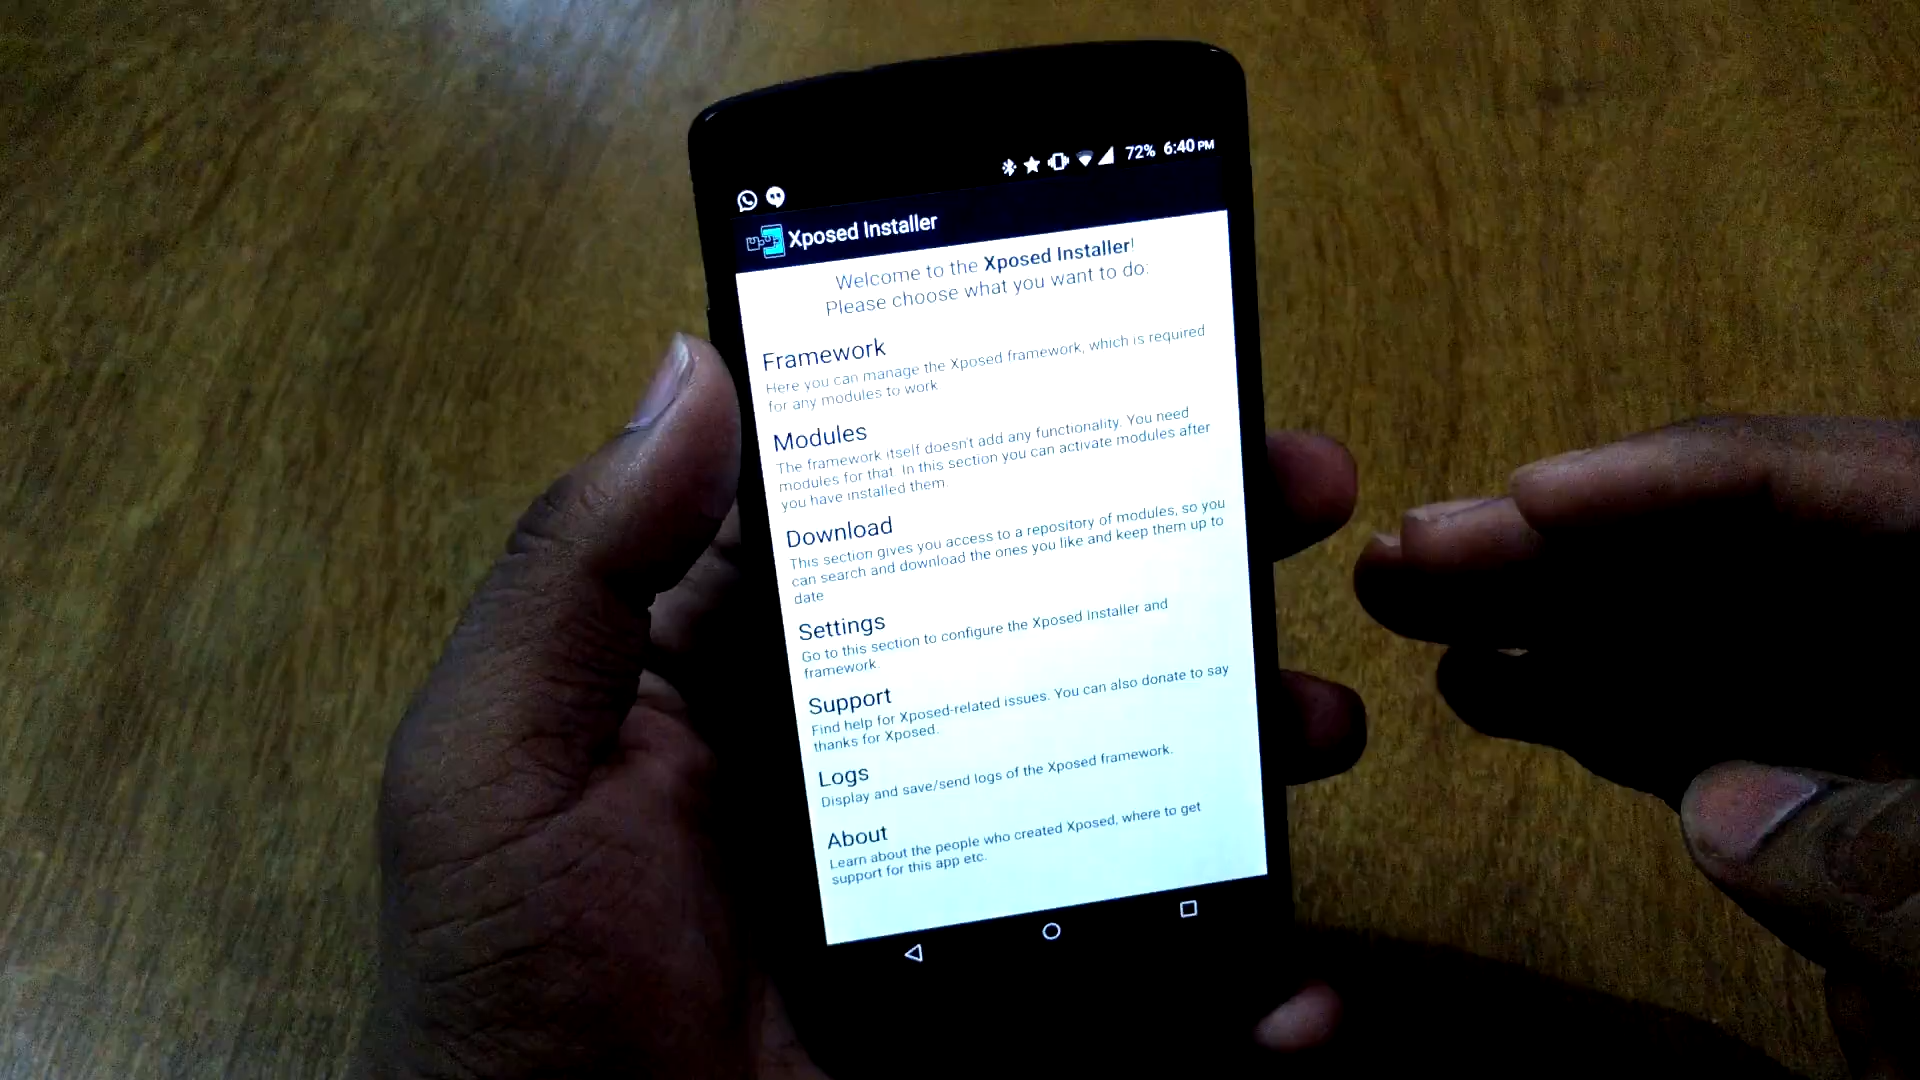 72% 6:40 PM
Xposed Installer
Welcome to the Xposed Installer!
Please choose what you want to do:
Framework
Here you can manage the Xposed framework, which is required
for any modules to work
Modules
The framework itself doesn't add any functionality. You need
modules for that. In this section you can activate modules after
you have installed them.
Download
This section gives you access to a repository of modules, so you
can search and download the ones you like and keep them up to
date
Settings
Go to this section to configure the Xposed Installer and
framework.
Support
Find help for Xposed-related issues. You can also donate to say
thanks for Xposed.
Logs
Display and save/send logs of the Xposed framework.
About
Learn about the people who created Xposed, where to get
support for this app etc.